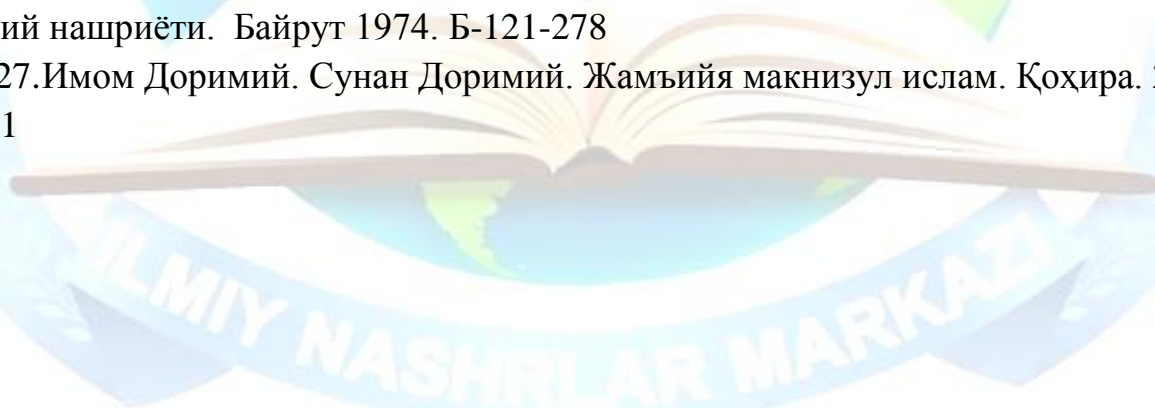 ий нашриёти. Байрут 1974. Б-121-278
27.Имом Доримий. Сунан Доримий. Жамъийя макнизул ислам. Қоҳира.
1
ILMIY NASHRLAR MARKAZI